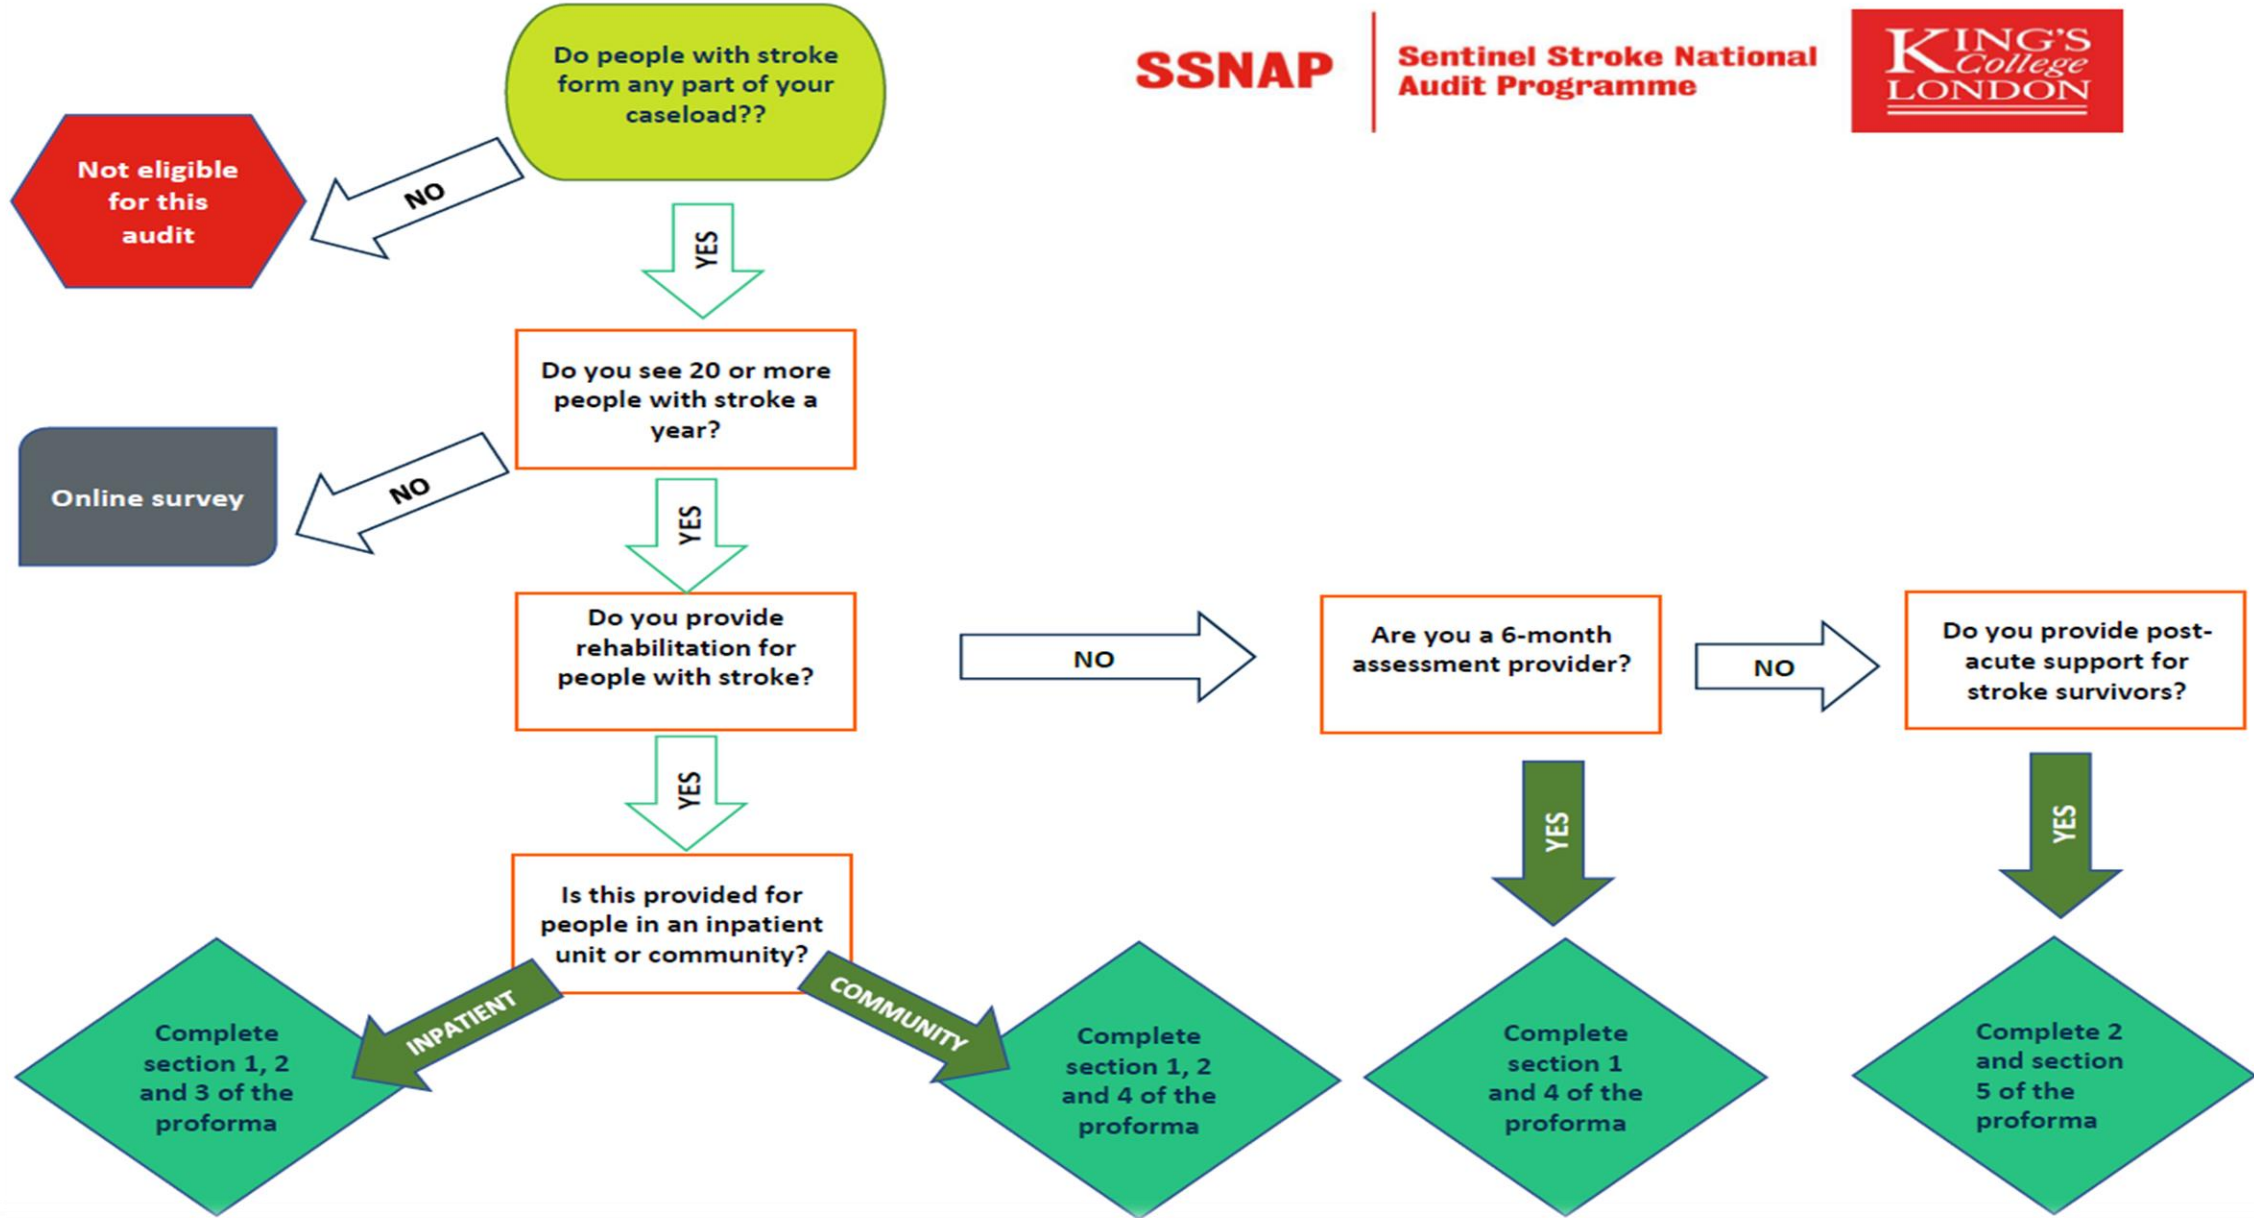 Do people with stroke
form any part of your
caseload??
SSNAP
Sentinel Stroke National
Audit Programme
KING'S
College
LONDON
Not eligible
for this
audit
NO
YES
Do you see 20 or more
people with stroke a
year?
Online survey
NO
YES
Do you provide
rehabilitation for
people with stroke?
NO
Are you a 6-month
assessment provider?
NO
Do you provide post-
acute support for
stroke survivors?
YES
YES
YES
Is this provided for
people in an inpatient
unit or community?
INPATIENT
COMMUNITY
Complete
section 1, 2
and 3 of the
proforma
Complete
section 1, 2
and 4 of the
proforma
Complete
section 1
and 4 of the
proforma
Complete 2
and section
5 of the
proforma